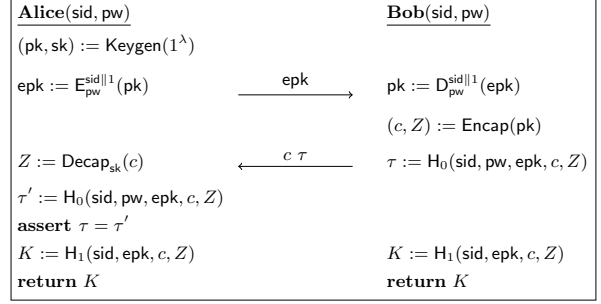 Alice(sid, pw) Bob(sid, pw)
(pk, sk) := Keygen(1^λ)
epk := E_pw^{sid∥1}(pk) epk pk := D_pw^{sid∥1}(epk)
(c, Z) := Encap(pk)
Z := Decap_sk(c) c τ τ := H_0(sid, pw, epk, c, Z)
τ′ := H_0(sid, pw, epk, c, Z)
assert τ = τ′
K := H_1(sid, epk, c, Z) K := H_1(sid, epk, c, Z)
return K return K